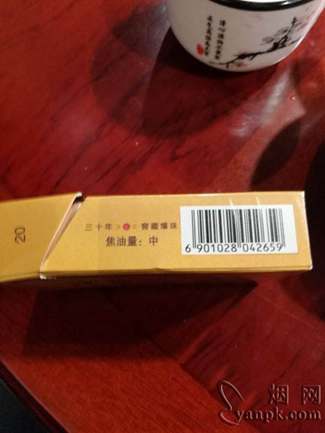 20
三十年 窖藏爆珠
焦油量：中
6 901028 042659
烟网
yanpk.com